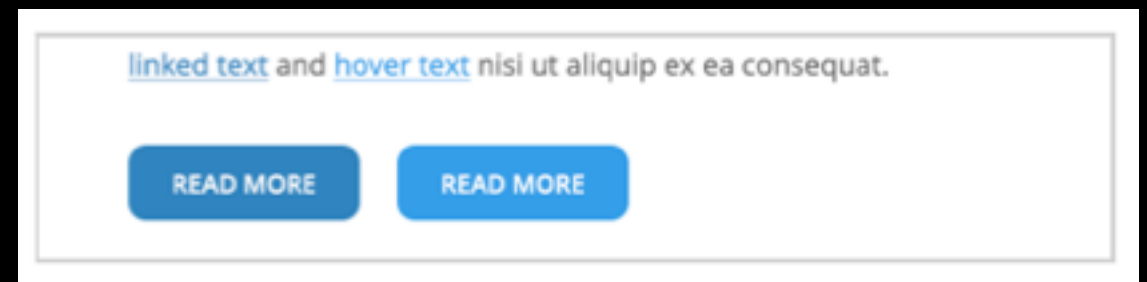 linked text and hover text nisi ut aliquip ex ea consequat.
READ MORE READ MORE